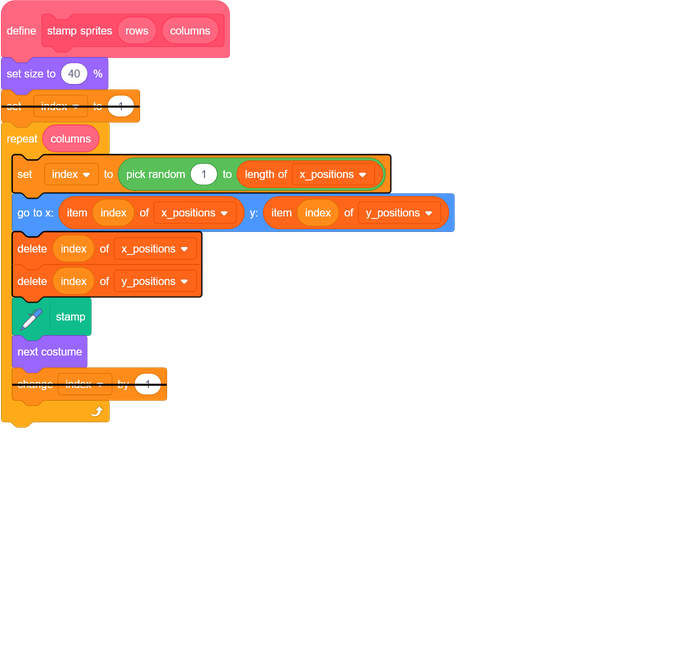 define stamp sprites rows columns
set size to 40 %
set index to 1
repeat columns
set index to pick random 1 to length of x_positions
go to x: item index of x_positions y: item index of y_positions
delete index of x_positions
delete index of y_positions
stamp
next costume
change index by 1